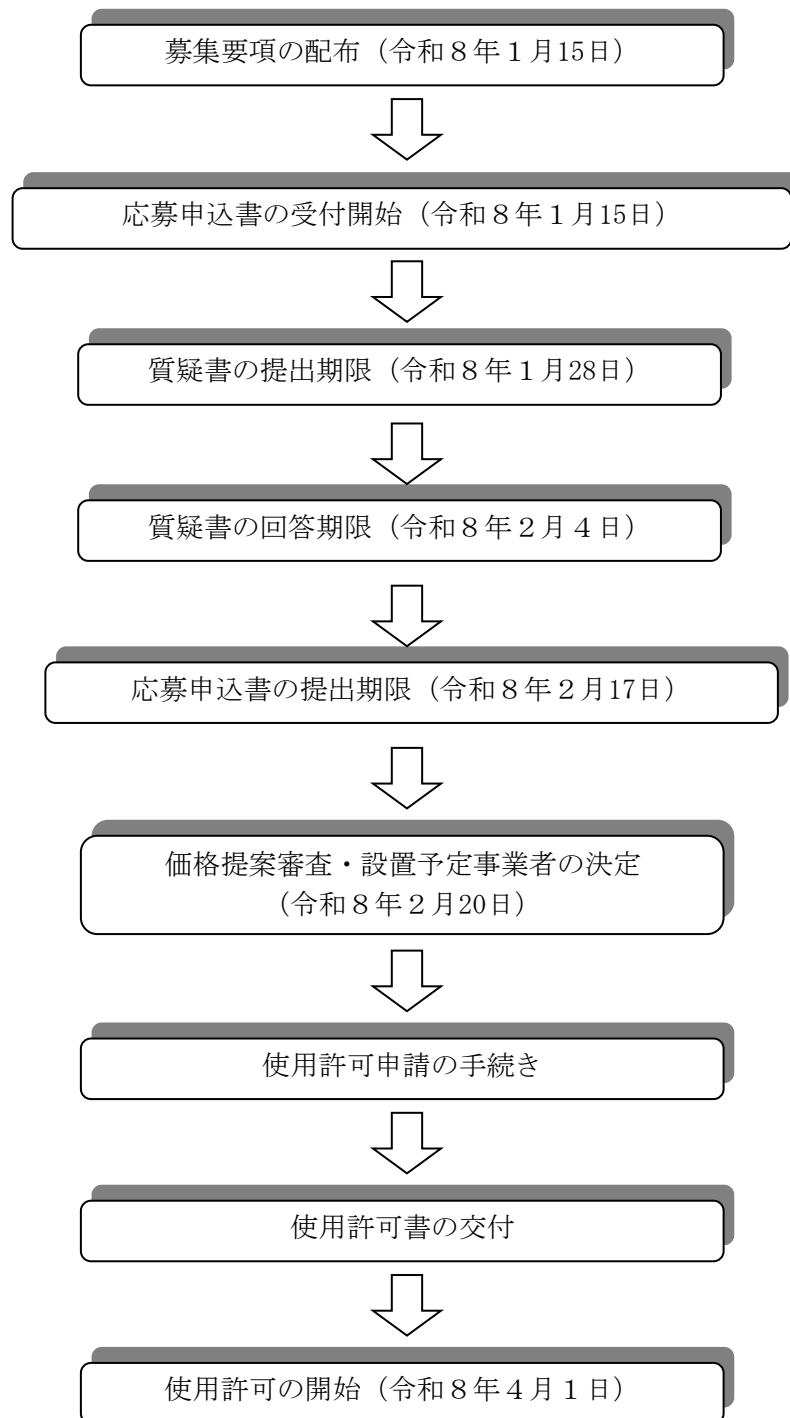 募集要項の配布（令和８年１月15日）
応募申込書の受付開始（令和８年１月15日）
質疑書の提出期限（令和８年１月28日）
質疑書の回答期限（令和８年２月４日）
応募申込書の提出期限（令和８年２月17日）
価格提案審査・設置予定事業者の決定
（令和８年２月20日）
使用許可申請の手続き
使用許可書の交付
使用許可の開始（令和８年４月１日）